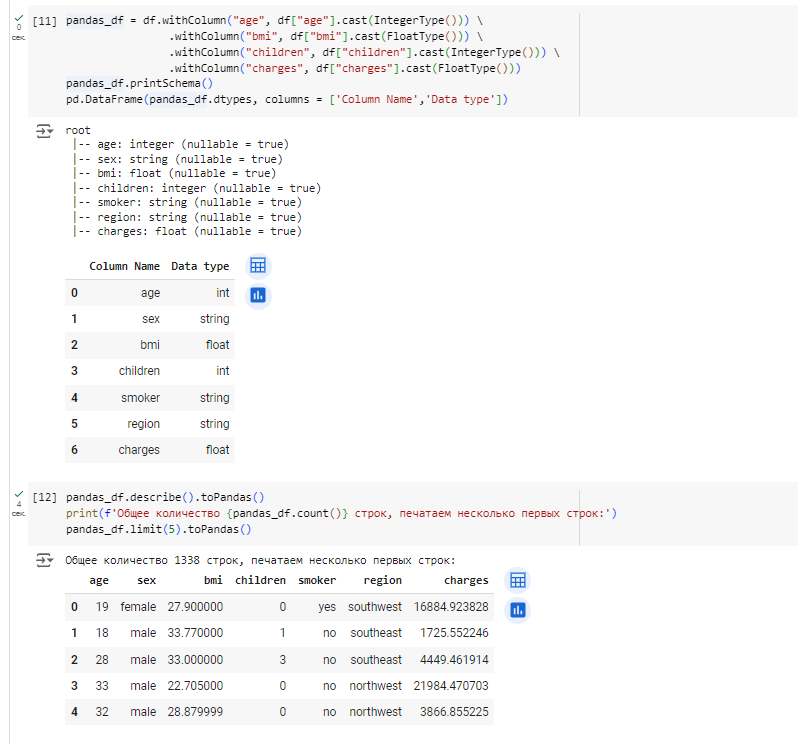 [11] pandas_df = df.withColumn("age", df["age"].cast(IntegerType())) \
.withColumn("bmi", df["bmi"].cast(FloatType())) \
.withColumn("children", df["children"].cast(IntegerType())) \
.withColumn("charges", df["charges"].cast(FloatType()))
0
сек.
pandas_df.printSchema()
pd.DataFrame(pandas_df.dtypes, columns = ['Column Name','Data type'])
root
|-- age: integer (nullable = true)
|-- sex: string (nullable = true)
|-- bmi: float (nullable = true)
|-- children: integer (nullable = true)
|-- smoker: string (nullable = true)
|-- region: string (nullable = true)
|-- charges: float (nullable = true)
Column Name Data type
0 age int
1 sex string
2 bmi float
3 children int
4 smoker string
5 region string
6 charges float
[12] pandas_df.describe().toPandas()
4
сек.
print(f'Общее количество {pandas_df.count()} строк, печатаем несколько первых строк:')
pandas_df.limit(5).toPandas()
Общее количество 1338 строк, печатаем несколько первых строк:
age sex bmi children smoker region charges
0 19 female 27.900000 0 yes southwest 16884.923828
1 18 male 33.770000 1 no southeast 1725.552246
2 28 male 33.000000 3 no southeast 4449.461914
3 33 male 22.705000 0 no northwest 21984.470703
4 32 male 28.879999 0 no northwest 3866.855225